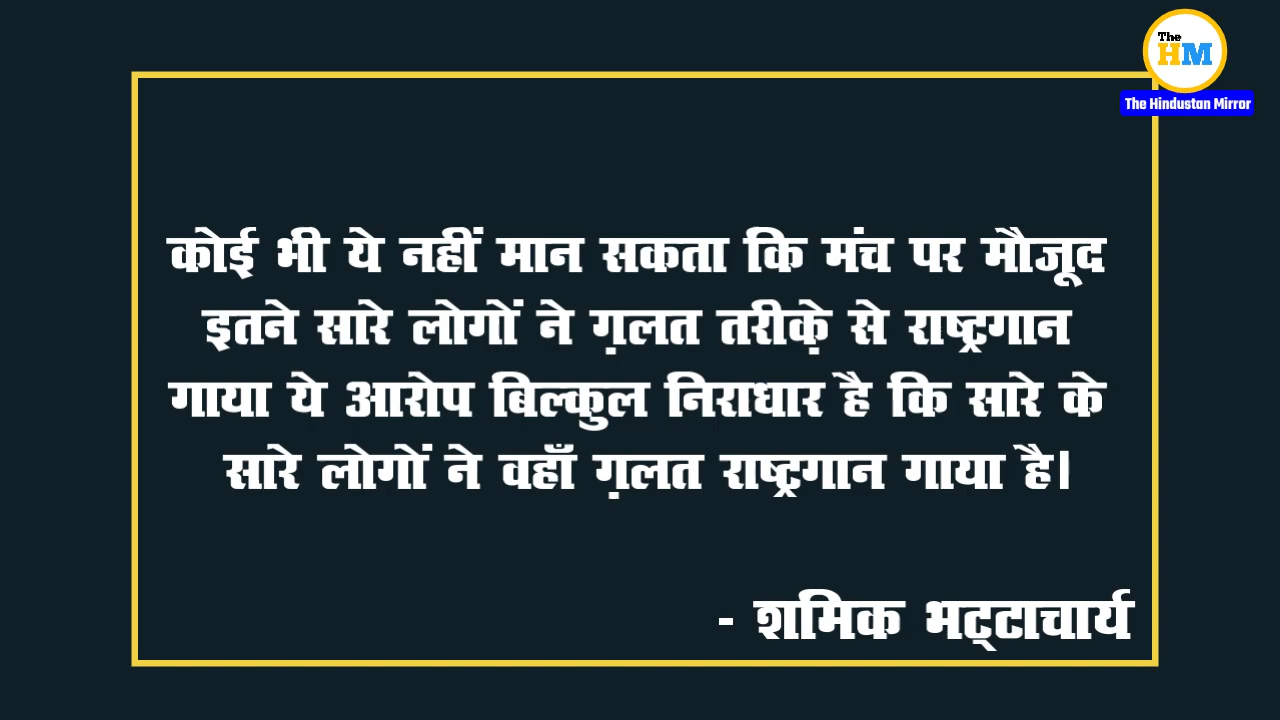 The
HM
The Hindustan Mirror
कोई भी ये नहीं मान सकता कि मंच पर मौजूद
इतने सारे लोगों ने ग़लत तरीक़े से राष्ट्रगान
गाया ये आरोप बिल्कुल निराधार है कि सारे के
सारे लोगों ने वहाँ ग़लत राष्ट्रगान गाया है।
- शमिक भट्टाचार्य